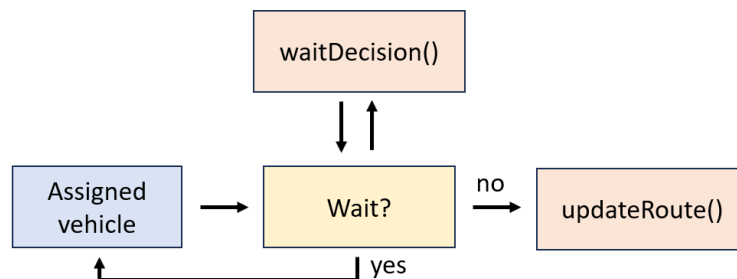 waitDecision()
Assigned
vehicle
Wait?
no
updateRoute()
yes